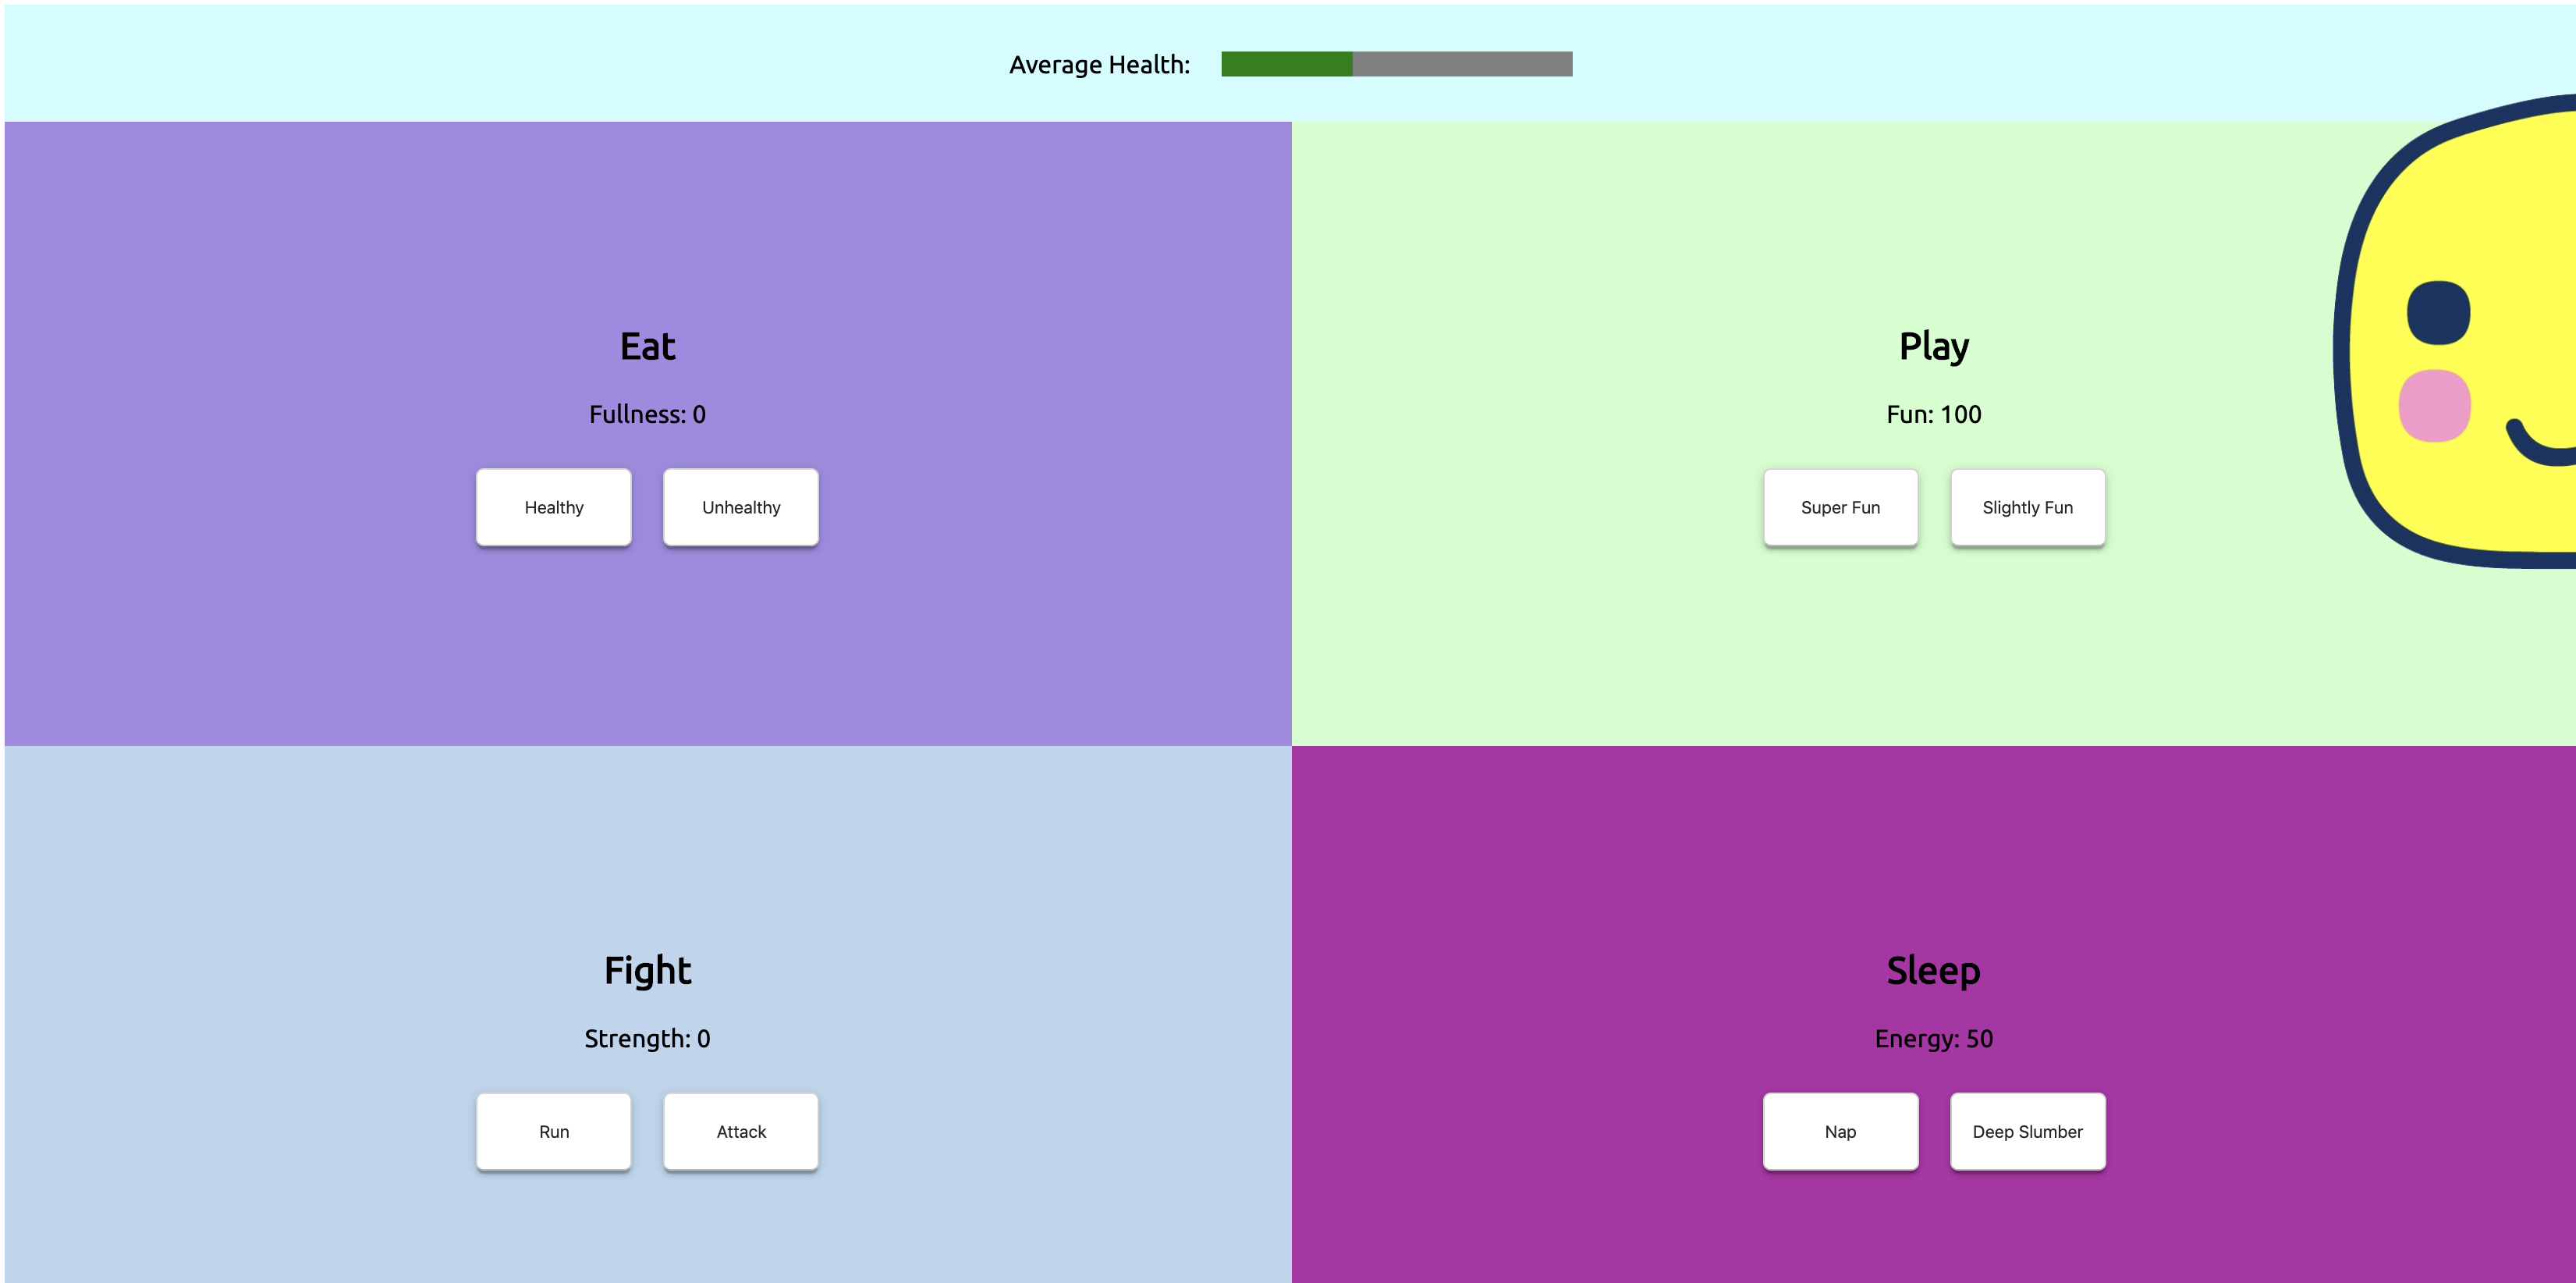 Average Health:
Eat
Fullness: 0
Healthy
Unhealthy
Play
Fun: 100
Super Fun
Slightly Fun
Fight
Strength: 0
Run
Attack
Sleep
Energy: 50
Nap
Deep Slumber